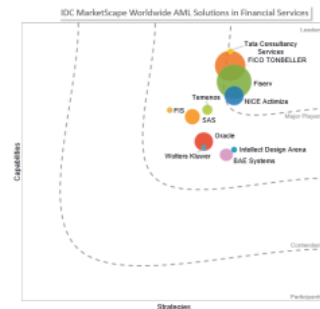 IDC MarketScape Worldwide AML Solutions in Financial Services
Leaders
Tata Consultancy
Services
FICO TONBELLER
Fiserv
NICE Actimize
Temenos
FIS
SAS
Major Players
Oracle
Intellect Design Arena
Wolters Kluwer
BAE Systems
Capabilities
Contenders
Participants
Strategies